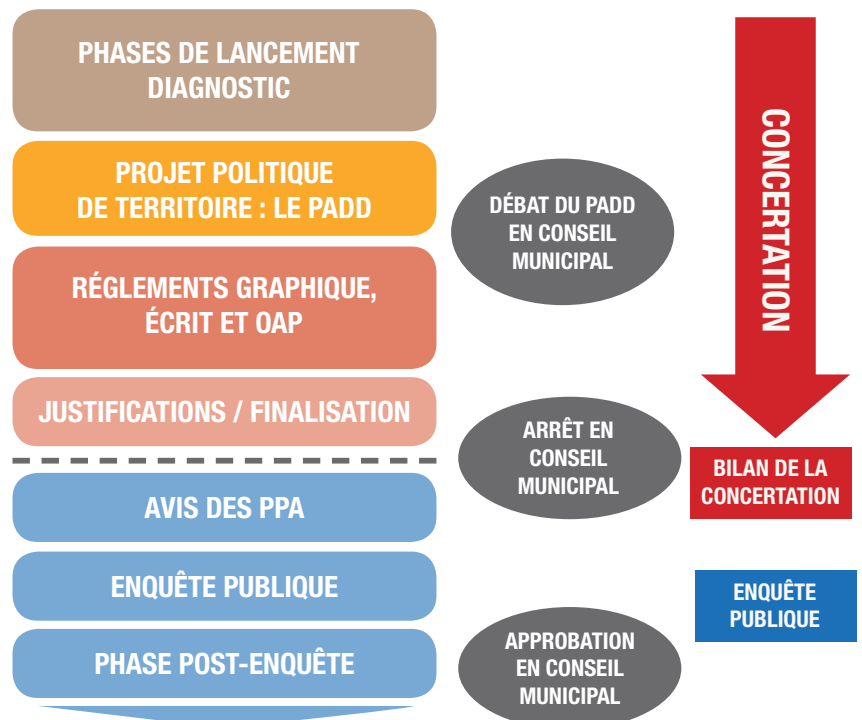 PHASES DE LANCEMENT
DIAGNOSTIC
PROJET POLITIQUE
DE TERRITOIRE : LE PADD
RÉGLEMENTS GRAPHIQUE,
ÉCRIT ET OAP
JUSTIFICATIONS / FINALISATION
AVIS DES PPA
ENQUÊTE PUBLIQUE
PHASE POST-ENQUÊTE
DÉBAT DU PADD
EN CONSEIL
MUNICIPAL
ARRÊT EN
CONSEIL
MUNICIPAL
APPROBATION
EN CONSEIL
MUNICIPAL
CONCERTATION
BILAN DE LA
CONCERTATION
ENQUÊTE
PUBLIQUE